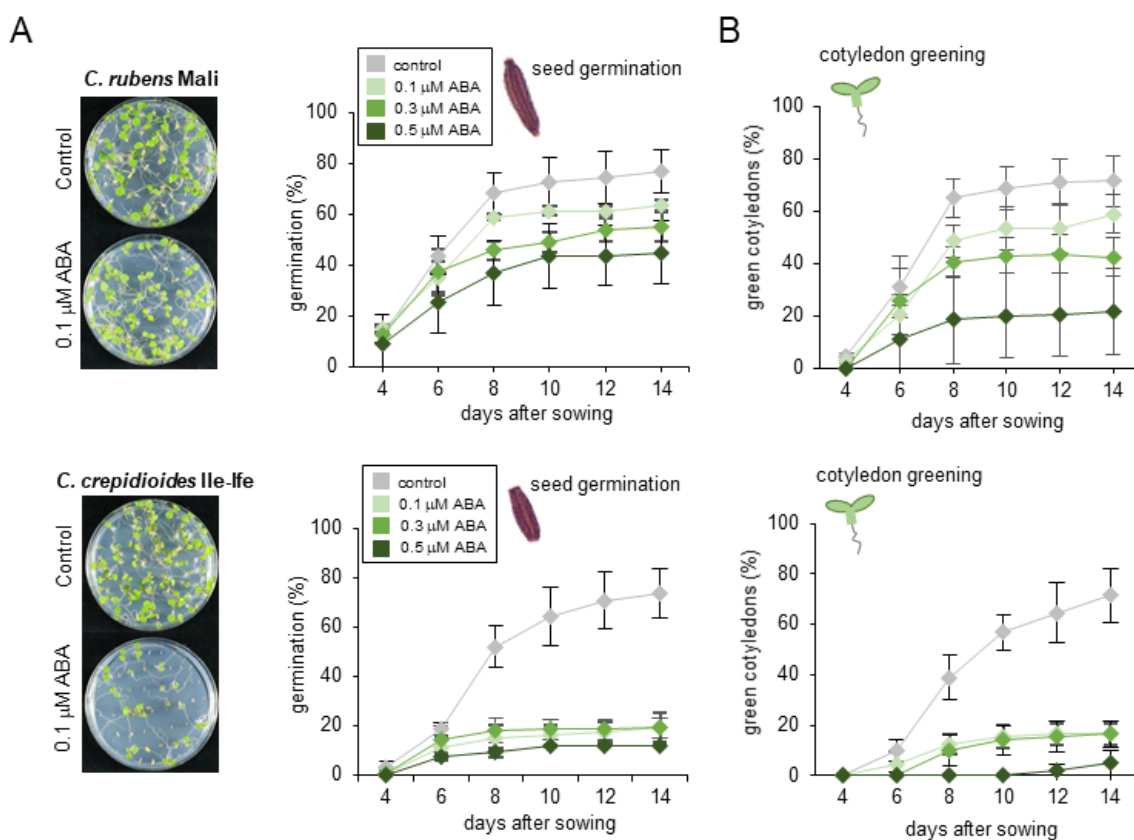 A
C. rubens Mali
Control
0.1 μM ABA
control
0.1 μM ABA
0.3 μM ABA
0.5 μM ABA
seed germination
germination (%)
100
80
60
40
20
0
4 6 8 10 12 14
days after sowing
B
cotyledon greening
green cotyledons (%)
100
80
60
40
20
0
4 6 8 10 12 14
days after sowing
C. crepidioides Ile-Ife
Control
0.1 μM ABA
control
0.1 μM ABA
0.3 μM ABA
0.5 μM ABA
seed germination
germination (%)
100
80
60
40
20
0
4 6 8 10 12 14
days after sowing
cotyledon greening
green cotyledons (%)
100
80
60
40
20
0
4 6 8 10 12 14
days after sowing